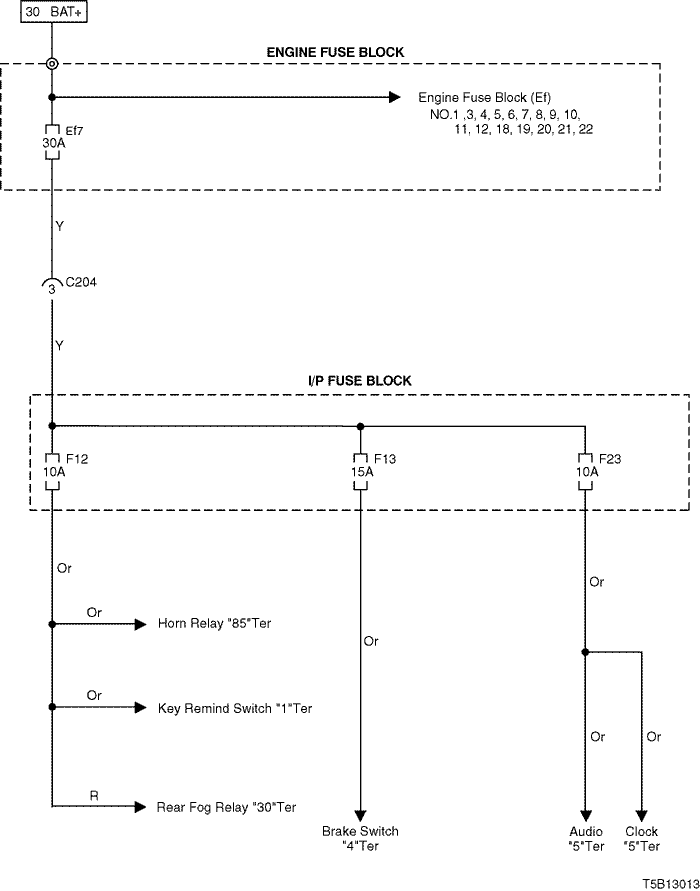 30 BAT+
ENGINE FUSE BLOCK
Engine Fuse Block (Ef)
NO.1 ,3, 4, 5, 6, 7, 8, 9, 10,
11, 12, 18, 19, 20, 21, 22
Ef7
30A
Y
C204
3
Y
I/P FUSE BLOCK
F12
10A
F13
15A
F23
10A
Or
Or
Or
Horn Relay "85"Ter
Or
Or
Key Remind Switch "1"Ter
Or
Or
R
Rear Fog Relay "30"Ter
Brake Switch
"4"Ter
Audio
"5"Ter
Clock
"5"Ter
T5B13013